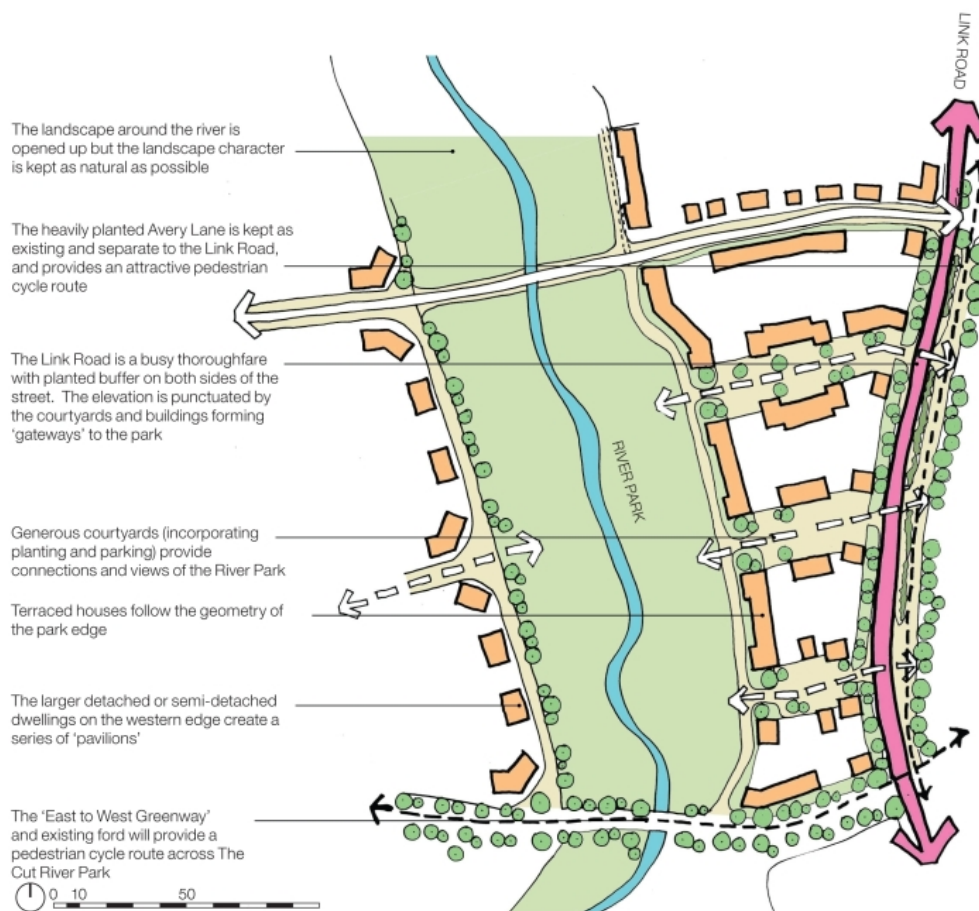 LINK ROAD
The landscape around the river is
opened up but the landscape character
is kept as natural as possible
The heavily planted Avery Lane is kept as
existing and separate to the Link Road,
and provides an attractive pedestrian
cycle route
The Link Road is a busy thoroughfare
with planted buffer on both sides of the
street. The elevation is punctuated by
the courtyards and buildings forming
‘gateways’ to the park
RIVER PARK
Generous courtyards (incorporating
planting and parking) provide
connections and views of the River Park
Terraced houses follow the geometry of
the park edge
The larger detached or semi-detached
dwellings on the western edge create a
series of ‘pavilions’
The ‘East to West Greenway’
and existing ford will provide a
pedestrian cycle route across The
Cut River Park
0 10 50